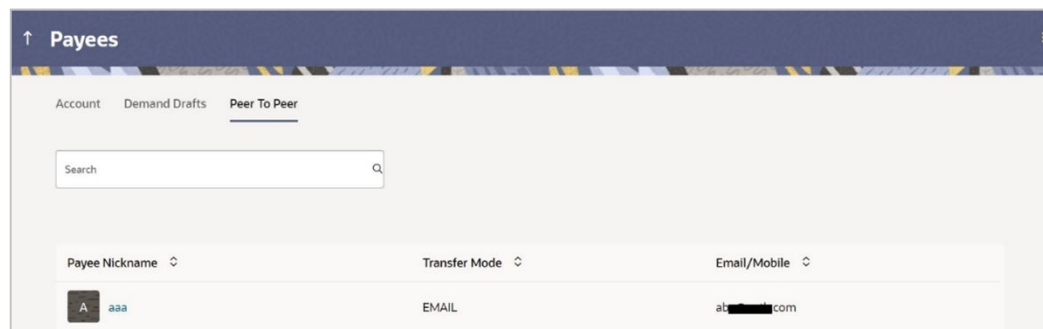 Payees
Account Demand Drafts Peer To Peer
Search
Payee Nickname Transfer Mode Email/Mobile
A aaa EMAIL ab com